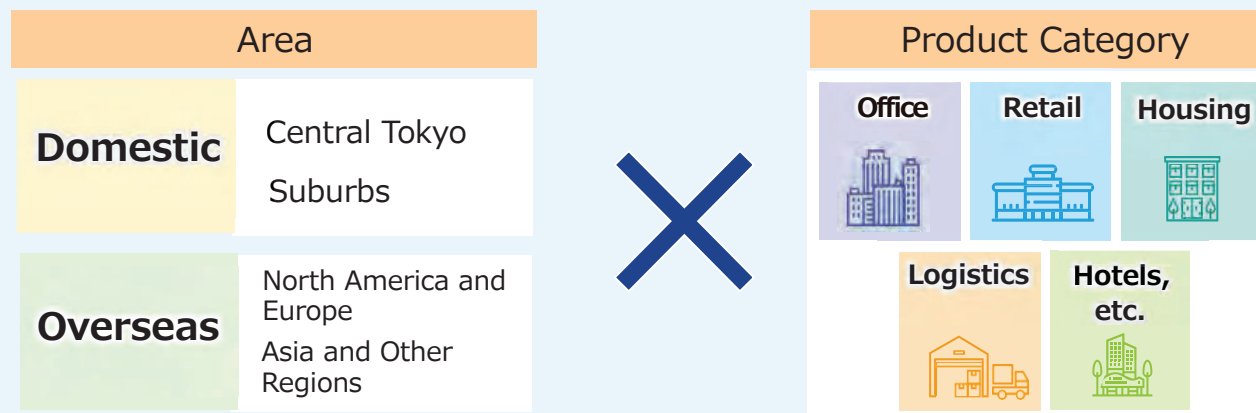 Area
Domestic
Central Tokyo
Suburbs
Overseas
North America and
Europe
Asia and Other
Regions
Product Category
Office
Retail
Housing
Logistics
Hotels,
etc.